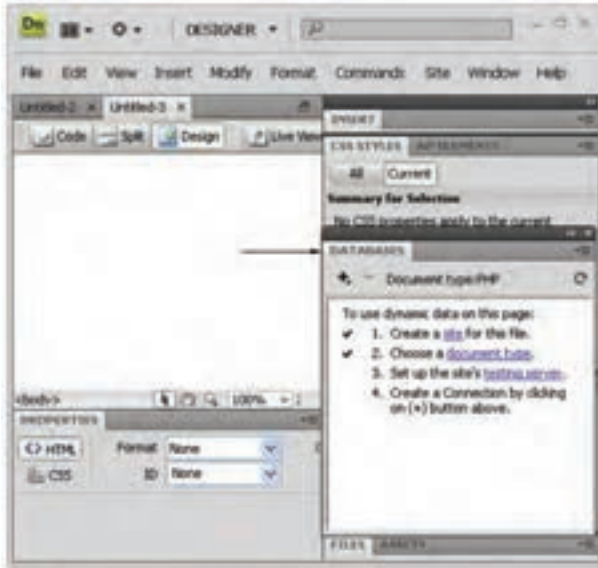 Dw DESIGNER
File Edit View Insert Modify Format Commands Site Window Help
Untitled-2 × Untitled-3 ×
Code Split Design Live View
INSERT
CSS STYLES AP ELEMENTS
All Current
Summary for Selection
No CSS properties apply to the current
DATABASES
Document type:PHP
To use dynamic data on this page:
✔ 1. Create a site for this file.
✔ 2. Choose a document type.
3. Set up the site's testing server.
4. Create a Connection by clicking
on (+) button above.
<body> 100%
PROPERTIES
<> HTML Format None
CSS ID None
FILES ASSETS